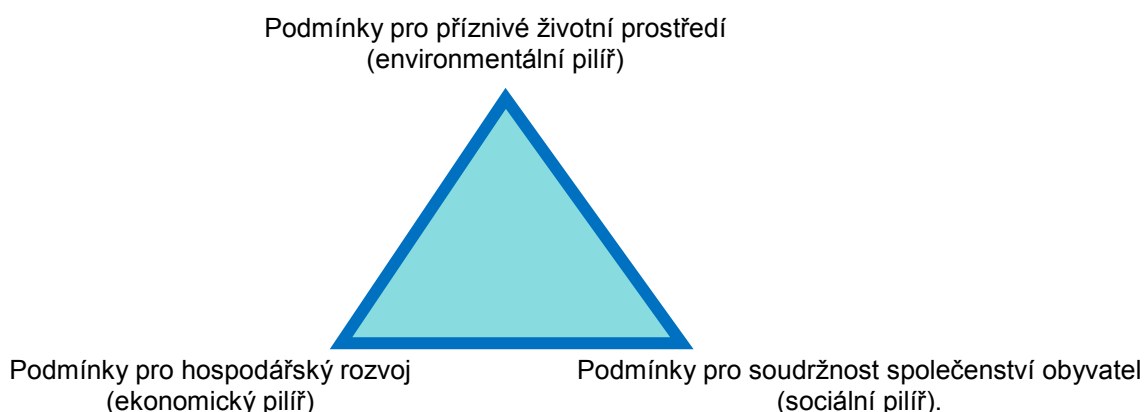 Podmínky pro příznivé životní prostředí
(environmentální pilíř)
Podmínky pro hospodářský rozvoj
(ekonomický pilíř)
Podmínky pro soudržnost společenství obyvatel
(sociální pilíř).